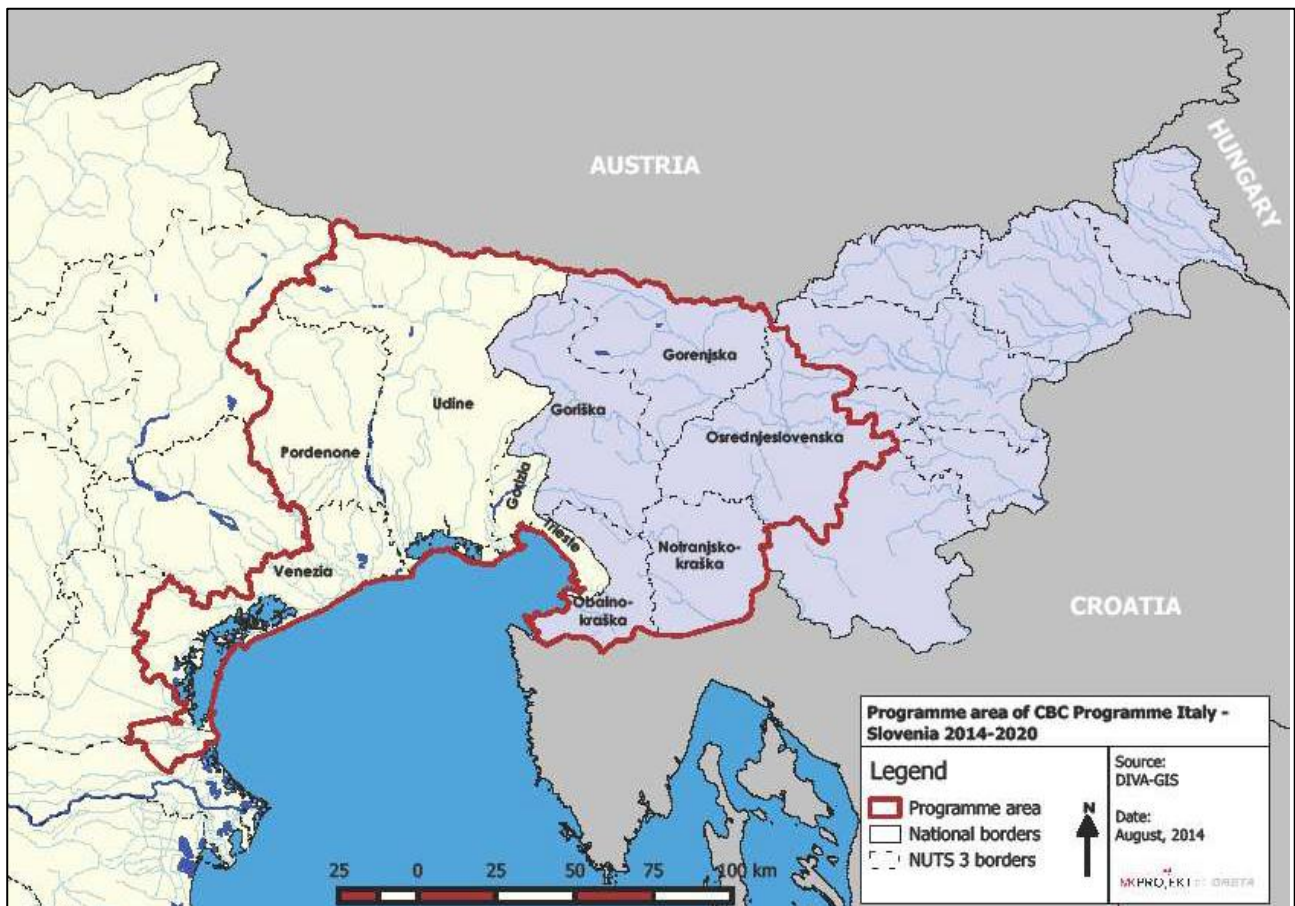 AUSTRIA
HUNGARY
Gorenjska
Udine
Goriška
Osrednjeslovenska
Pordenone
Gorizia
Trieste
Notranjsko-
kraška
Venezia
Obalno-
kraška
CROATIA
Programme area of CBC Programme Italy -
Slovenia 2014-2020
Legend
Programme area
National borders
NUTS 3 borders
N
Source:
DIVA-GIS
Date:
August, 2014
MKPROJEKT
25 0 25 50 75 100 km